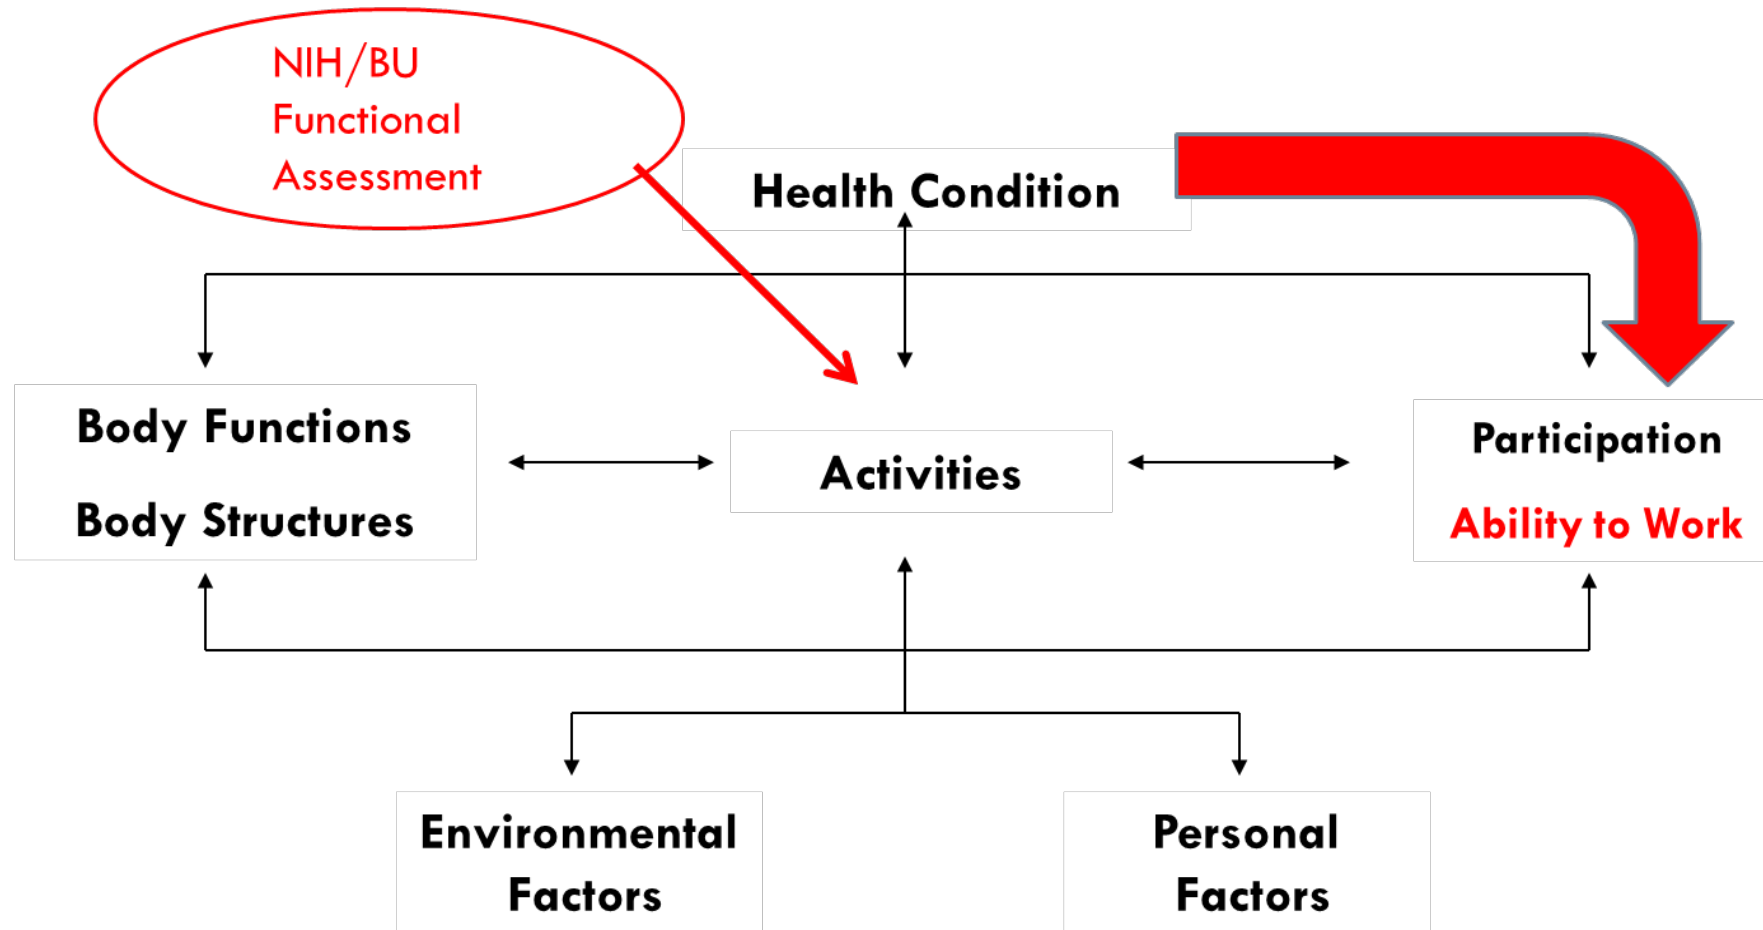 NIH/BU
Functional
Assessment
Health Condition
Body Functions
Body Structures
Activities
Participation
Ability to Work
Environmental
Factors
Personal
Factors